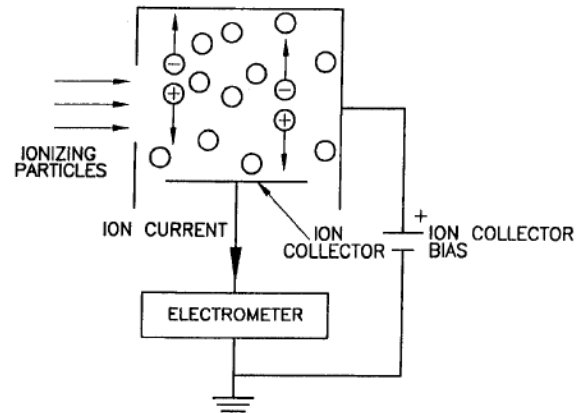 IONIZING
PARTICLES
ION CURRENT
ION
COLLECTOR
+
ION COLLECTOR
BIAS
ELECTROMETER